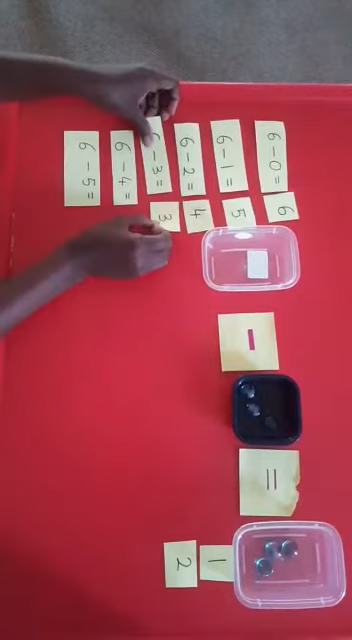 6 - 0 = 6
6 - 1 = 5
6 - 2 = 4
6 - 3 = 3
6 - 4 =
6 - 5 =
-
=
1
2